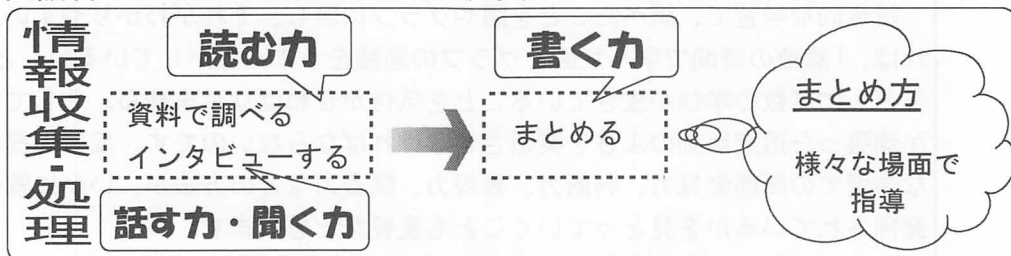 情報収集・処理
読む力
資料で調べる
インタビューする
話す力・聞く力
書く力
まとめる
まとめ方
様々な場面で
指導